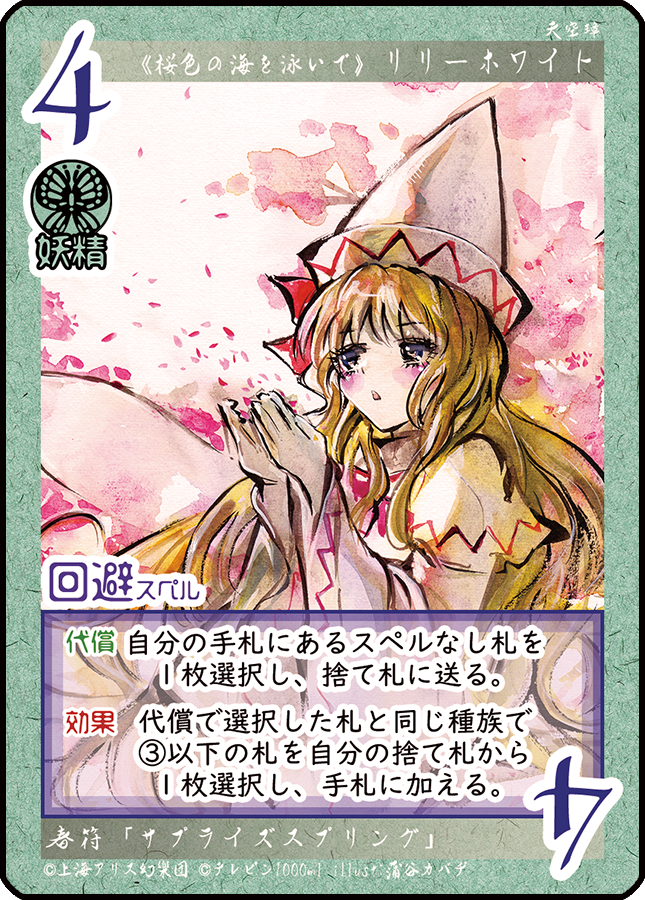 天空璋
4
《桜色の海を泳いで》リリーホワイト
妖精
回避スペル
代償 自分の手札にあるスペルなし札を
1枚選択し、捨て札に送る。
効果 代償で選択した札と同じ種族で
③以下の札を自分の捨て札から
1枚選択し、手札に加える。
4
春符「サプライズスプリング」
©上海アリス幻樂団 ©テレピン1000ml illust:蒲谷カバヂ